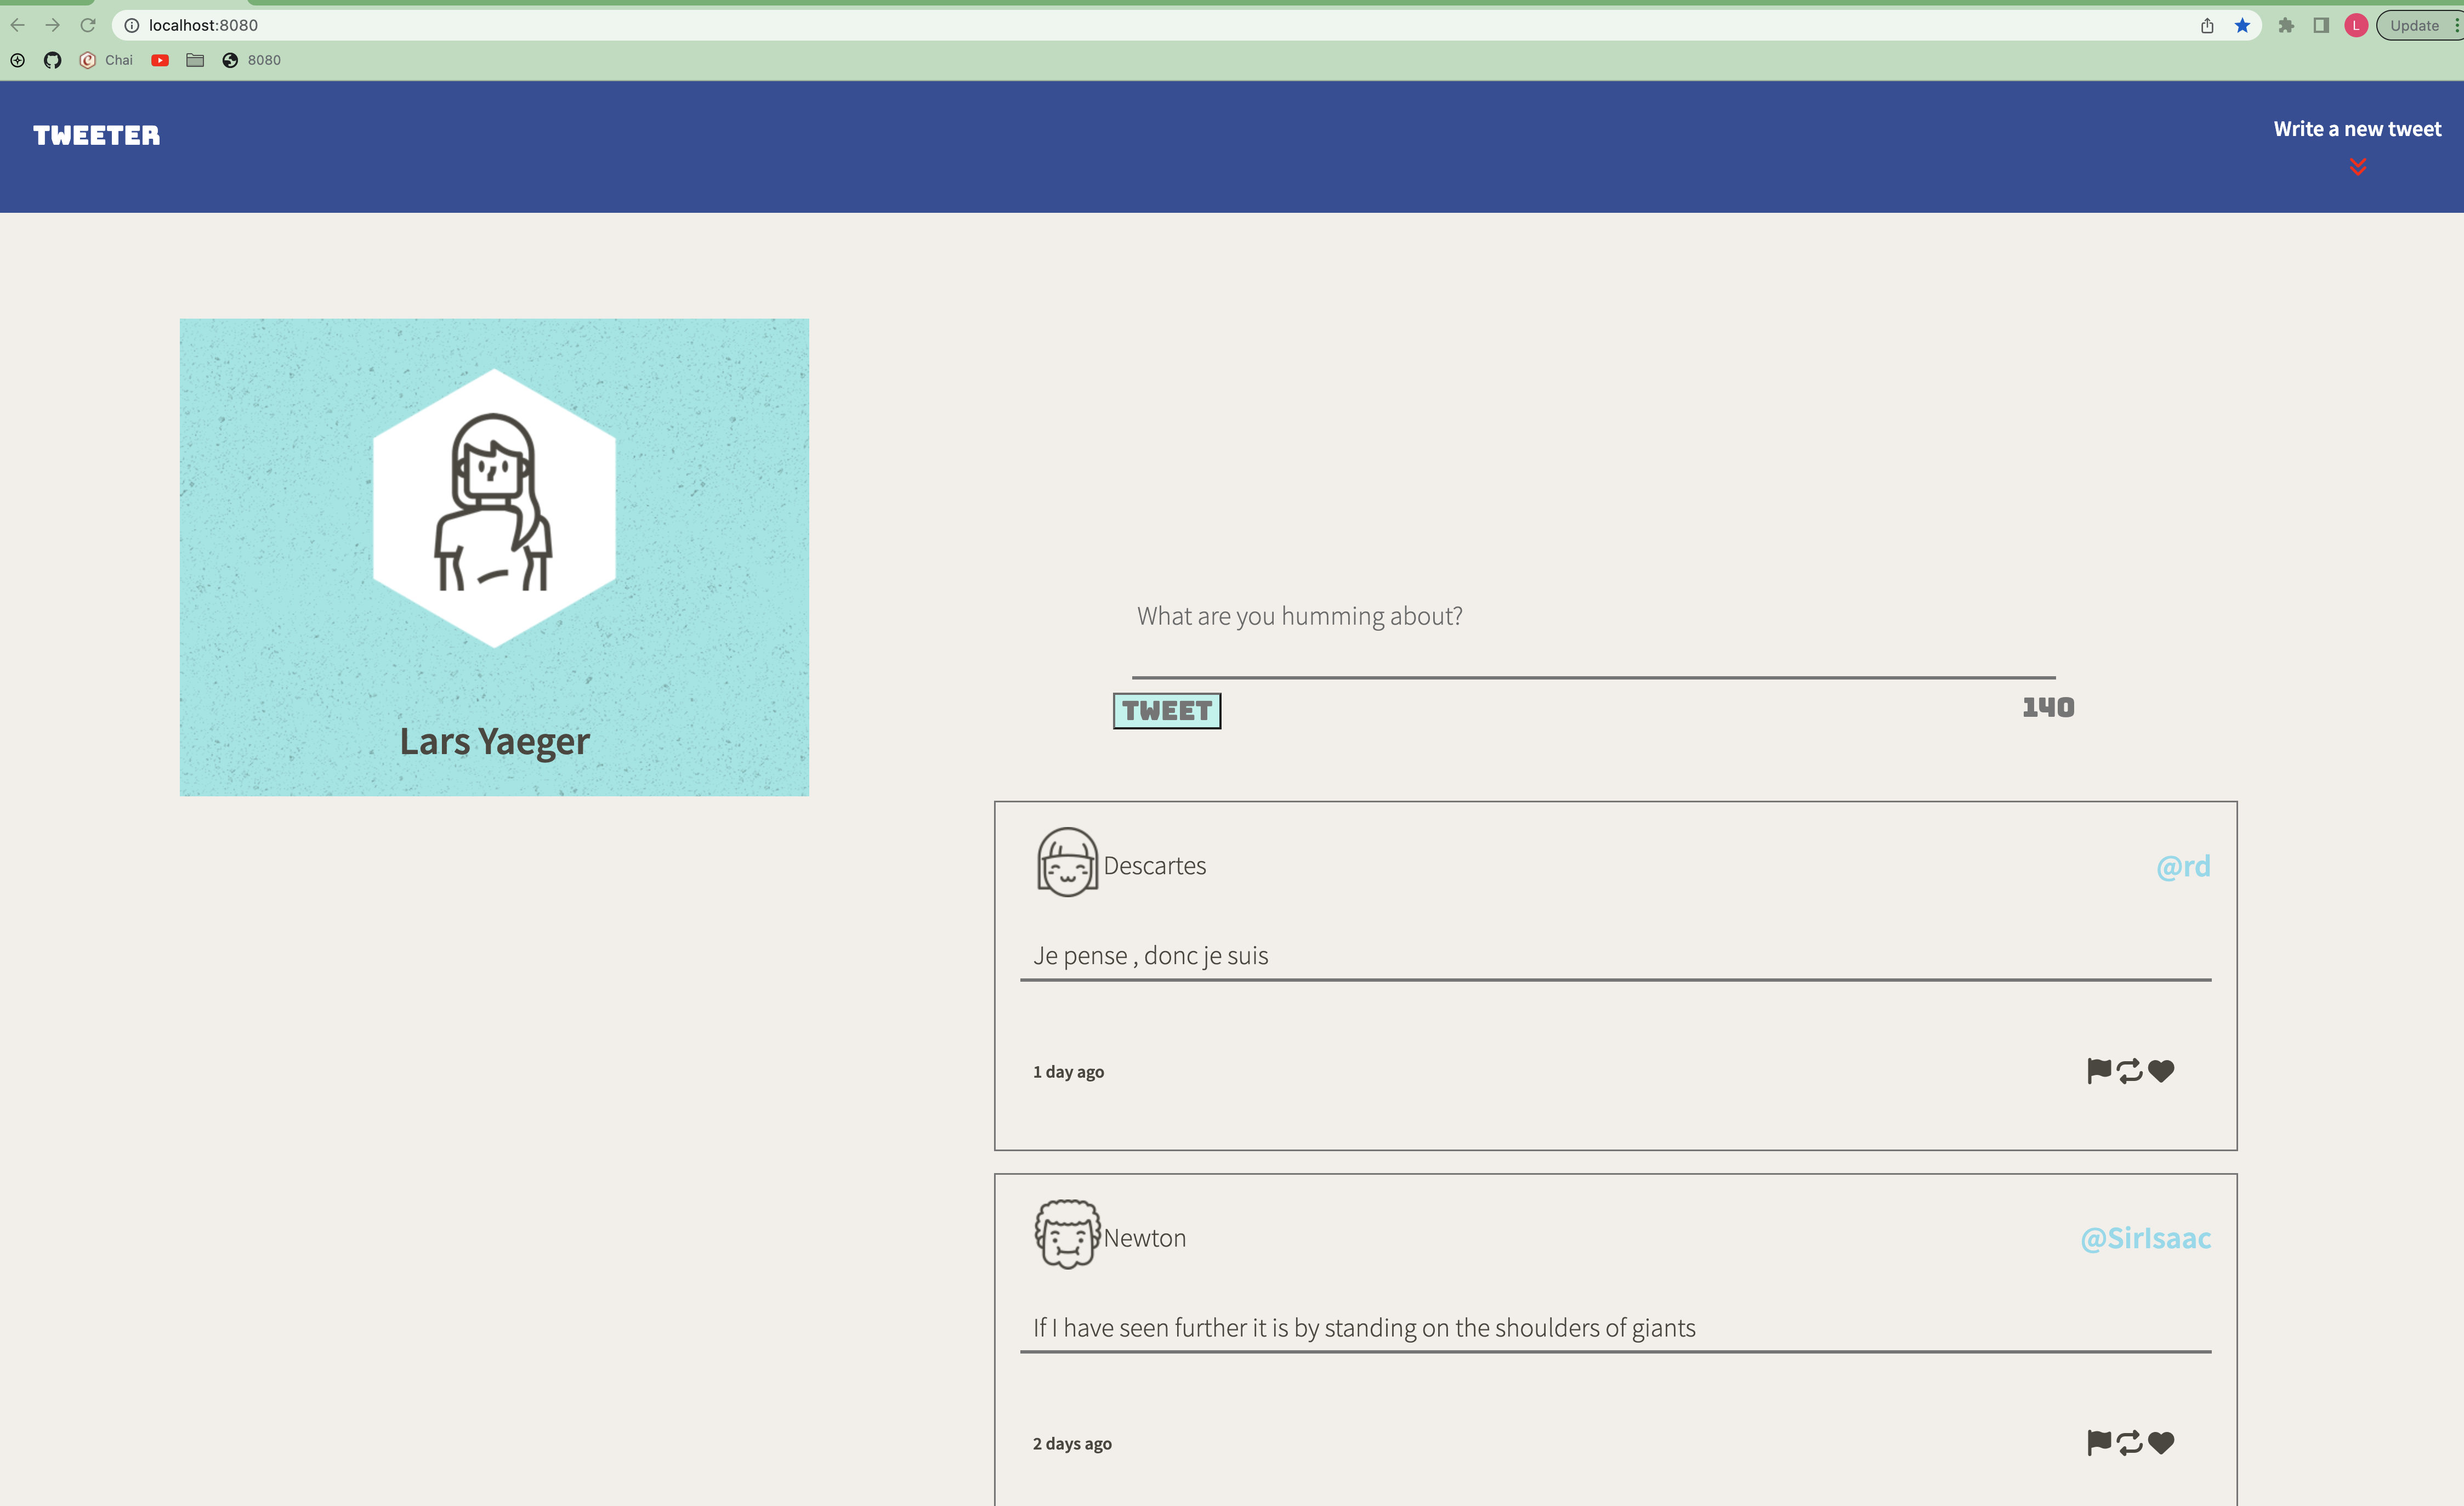 localhost:8080
L
Update
Chai
8080
TWEETER
Write a new tweet
Lars Yaeger
What are you humming about?
TWEET
140
Descartes
@rd
Je pense , donc je suis
1 day ago
Newton
@SirIsaac
If I have seen further it is by standing on the shoulders of giants
2 days ago